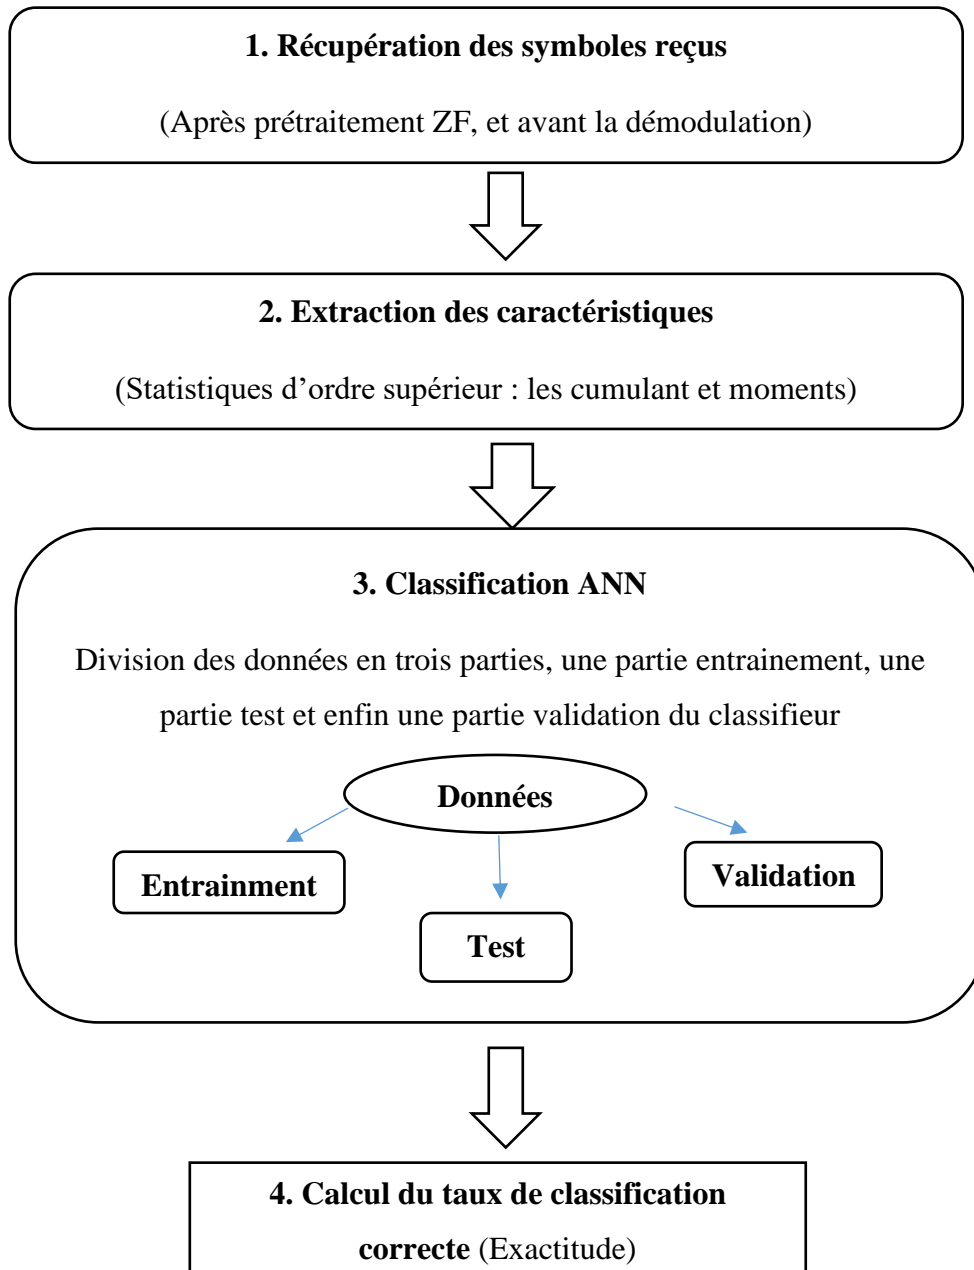 1. Récupération des symboles reçus
(Après prétraitement ZF, et avant la démodulation)
2. Extraction des caractéristiques
(Statistiques d’ordre supérieur : les cumulant et moments)
3. Classification ANN
Division des données en trois parties, une partie entrainement, une
partie test et enfin une partie validation du classifieur
Données
Entrainment
Validation
Test
4. Calcul du taux de classification
correcte (Exactitude)